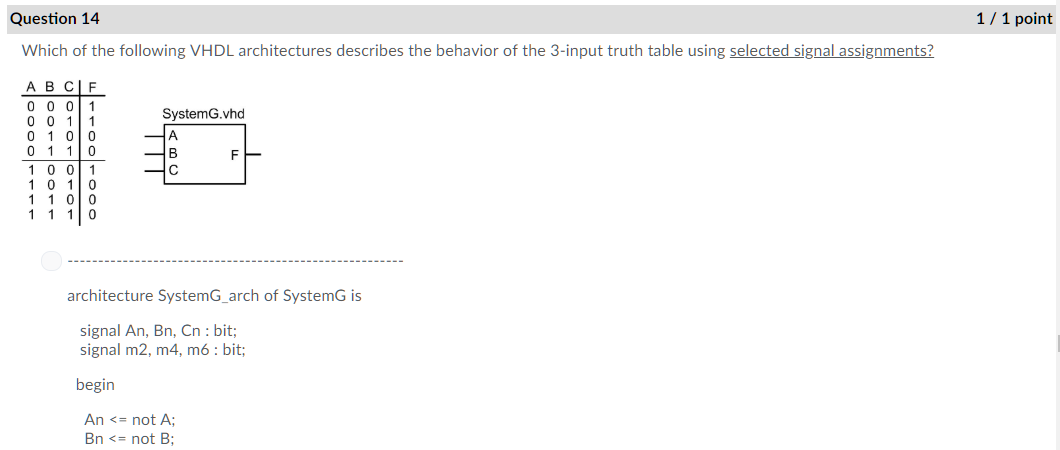 Question 14
1 / 1 point
Which of the following VHDL architectures describes the behavior of the 3-input truth table using selected signal assignments?
A B C F
0 0 0 1
0 0 1 1
0 1 0 0
0 1 1 0
1 0 0 1
1 0 1 0
1 1 0 0
1 1 1 0
SystemG.vhd
A
B F
C
--------------------------------------------------------
architecture SystemG_arch of SystemG is
signal An, Bn, Cn : bit;
signal m2, m4, m6 : bit;
begin
An <= not A;
Bn <= not B;